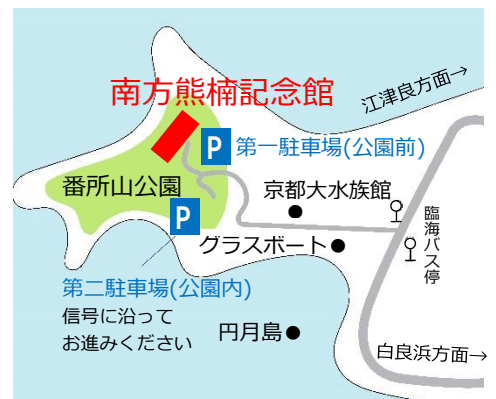 南方熊楠記念館
江津良方面→
P 第一駐車場(公園前)
番所山公園
京都大水族館
P
臨海バス停
グラスボート●
第二駐車場(公園内)
信号に沿って
お進みください
円月島●
白良浜方面→